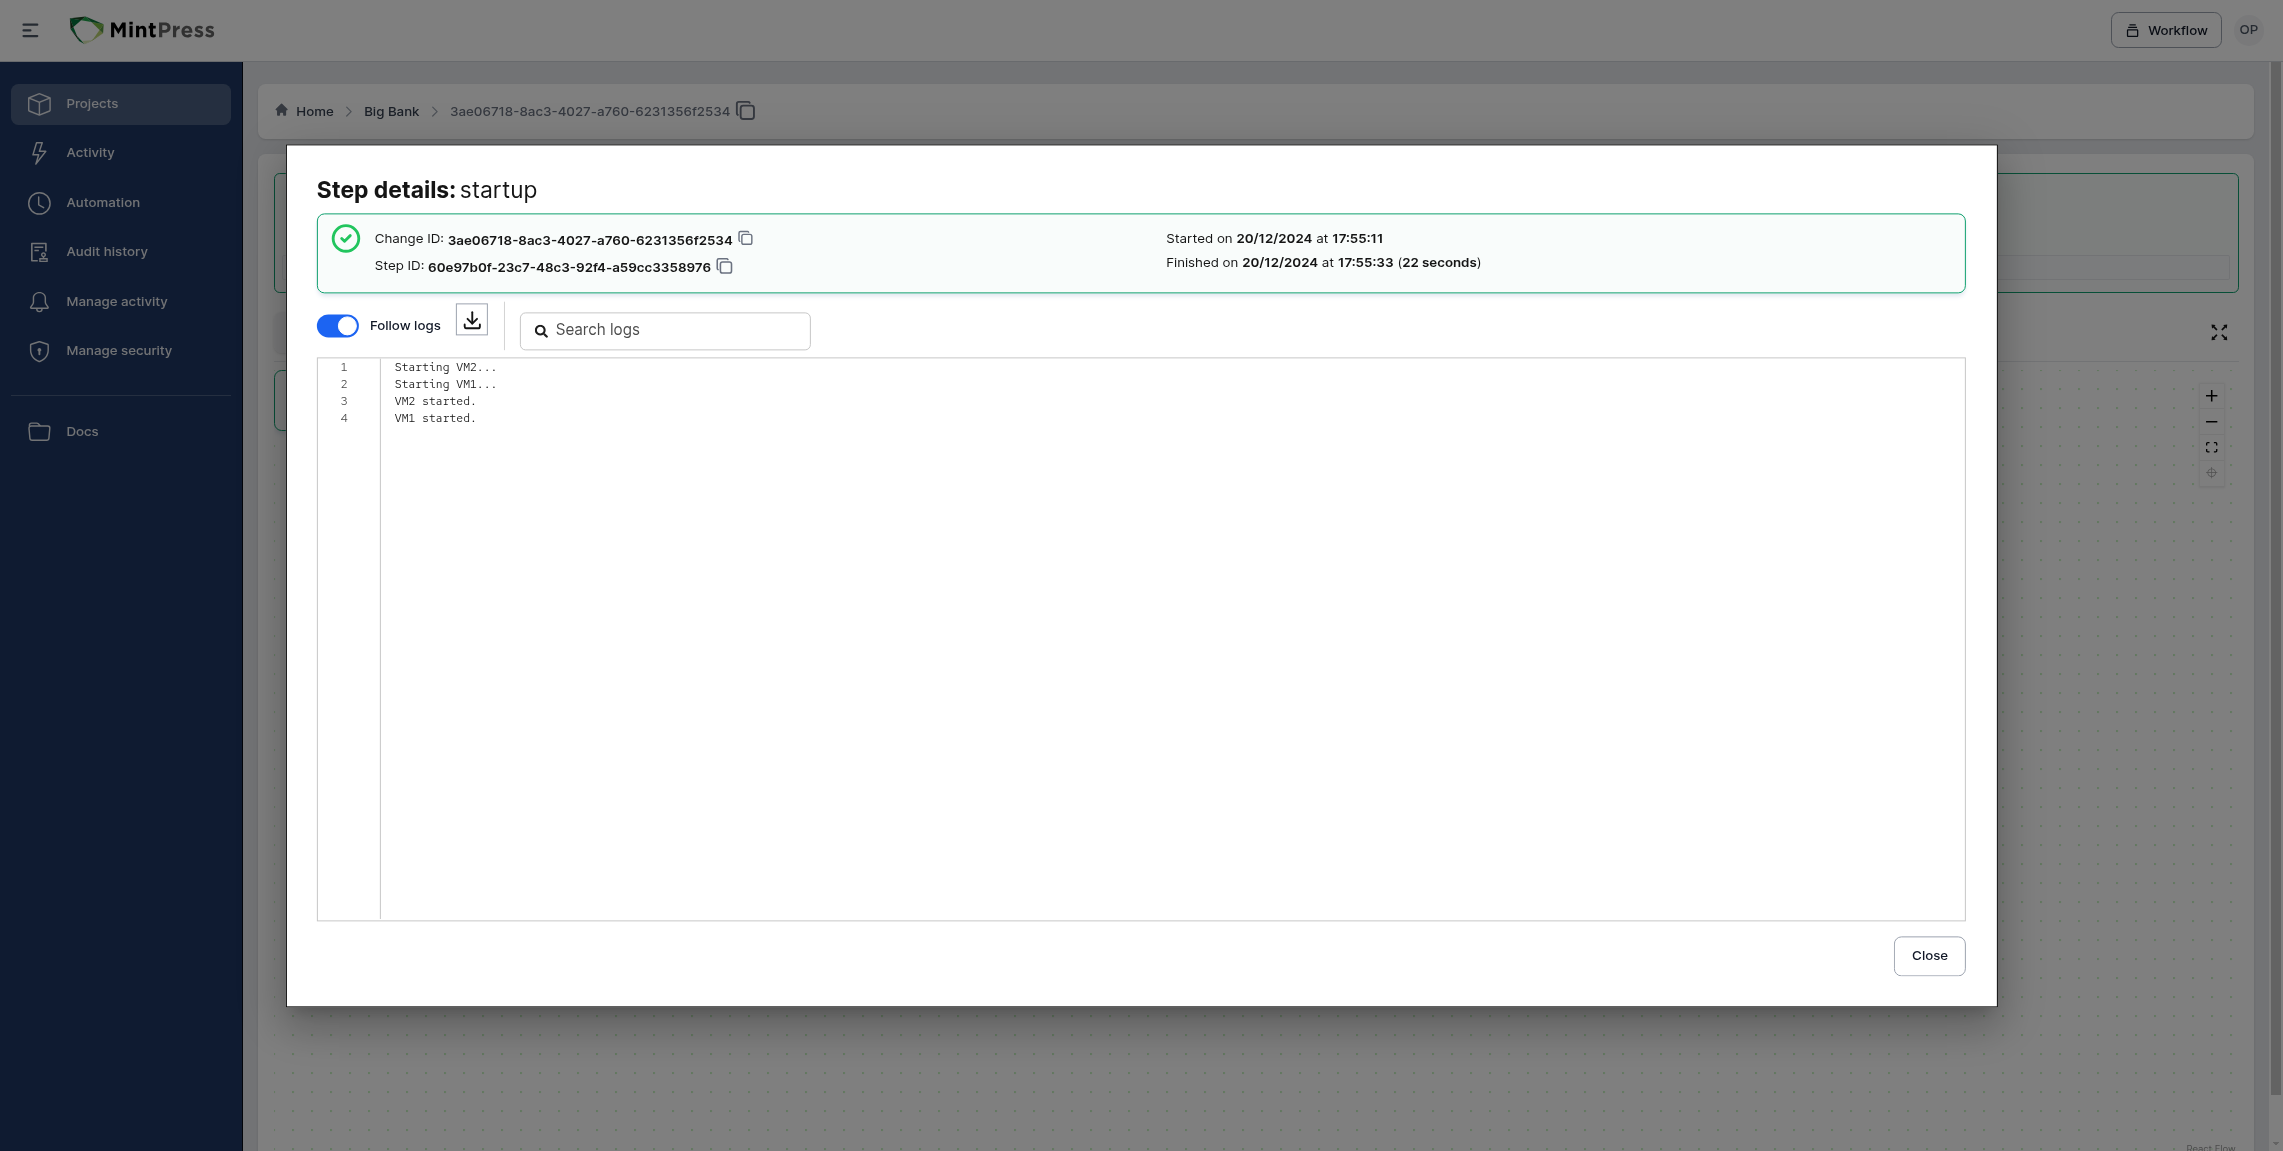 MintPress
Workflow
OP
Projects
Activity
Automation
Audit history
Manage activity
Manage security
Docs
Home > Big Bank > 3ae06718-8ac3-4027-a760-6231356f2534
Step details: startup
Change ID: 3ae06718-8ac3-4027-a760-6231356f2534
Step ID: 60e97b0f-23c7-48c3-92f4-a59cc3358976
Started on 20/12/2024 at 17:55:11
Finished on 20/12/2024 at 17:55:33 (22 seconds)
Follow logs
Search logs
1 Starting VM2...
2 Starting VM1...
3 VM2 started.
4 VM1 started.
Close
React Flow